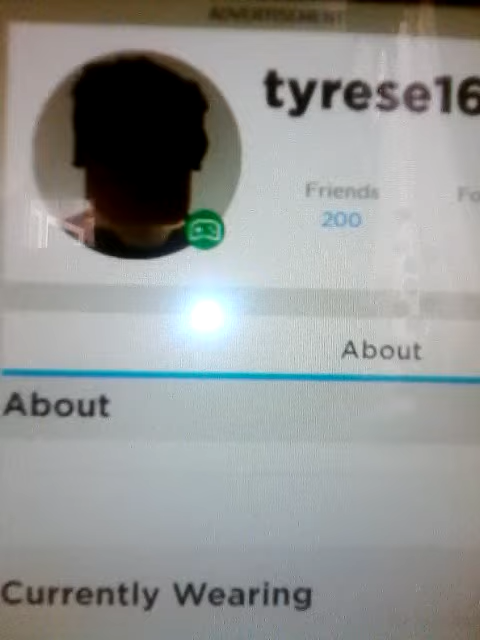 ADVERTISEMENT
tyrese16
Friends
200
About
About
Currently Wearing